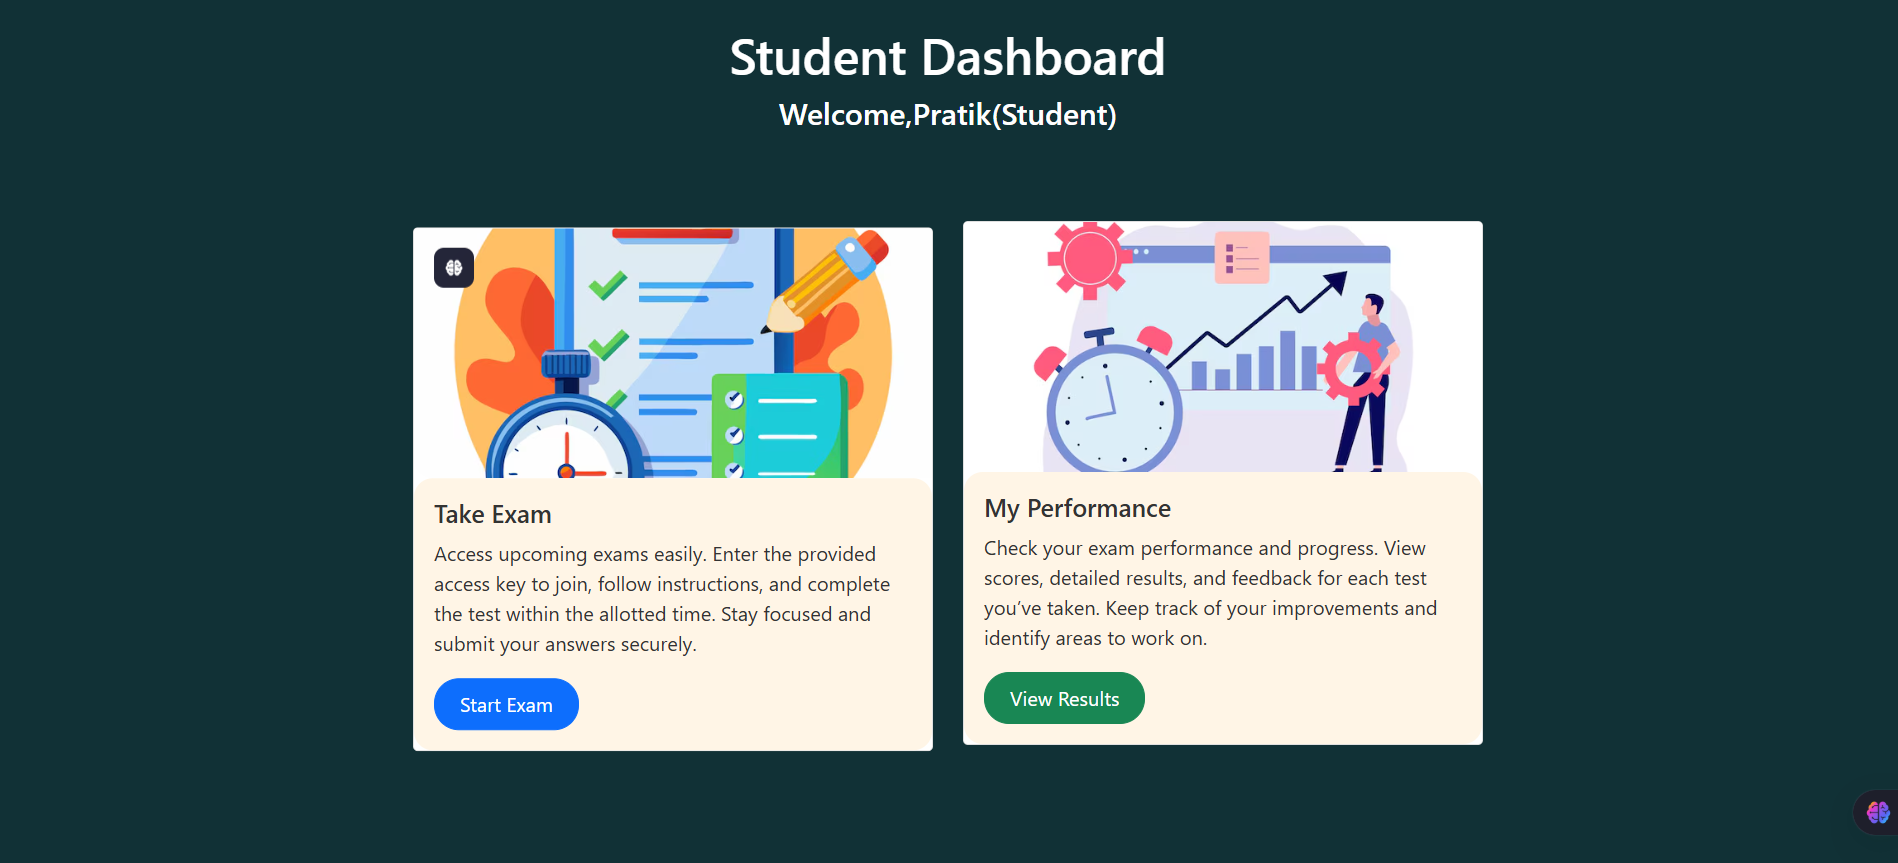 Student Dashboard
Welcome,Pratik(Student)
Take Exam
Access upcoming exams easily. Enter the provided
access key to join, follow instructions, and complete
the test within the allotted time. Stay focused and
submit your answers securely.
Start Exam
My Performance
Check your exam performance and progress. View
scores, detailed results, and feedback for each test
you’ve taken. Keep track of your improvements and
identify areas to work on.
View Results